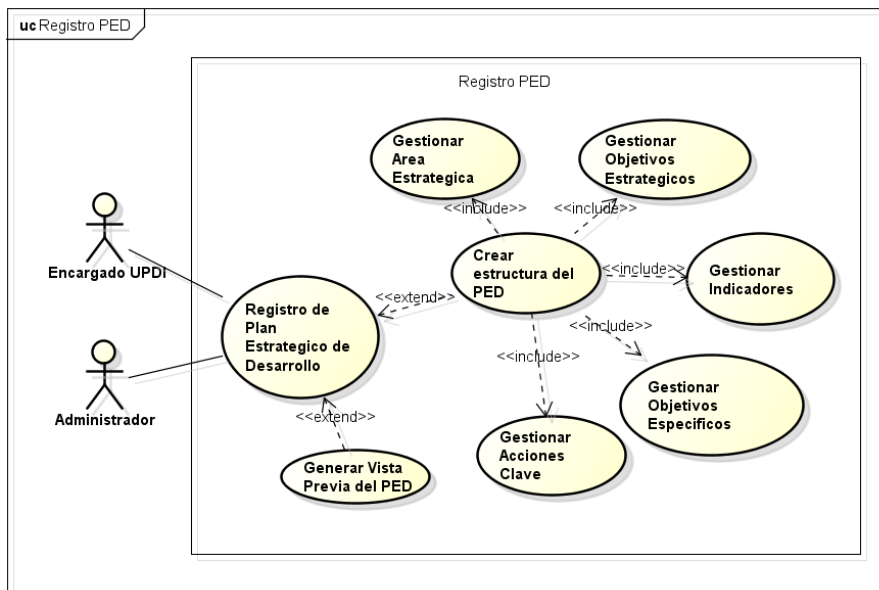 uc Registro PED
Registro PED
Gestionar
Area
Estrategica
Gestionar
Objetivos
Estrategicos
<<include>>
<<include>>
Encargado UPDI
Crear
estructura del
PED
<<include>>
Gestionar
Indicadores
<<extend>>
Registro de
Plan
Estrategico de
Desarrollo
<<include>>
<<include>>
Administrador
Gestionar
Objetivos
Especificos
<<extend>>
Gestionar
Acciones
Clave
Generar Vista
Previa del PED